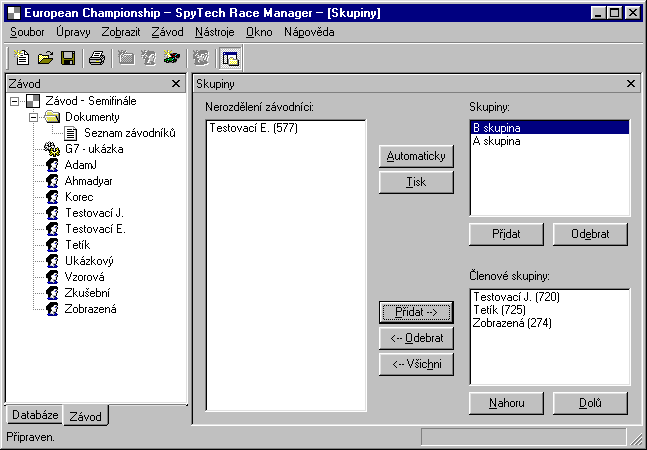 European Championship – SpyTech Race Manager – [Skupiny]
Soubor Úpravy Zobrazit Závod Nástroje Okno Nápověda
Závod
Závod - Semifinále
Dokumenty
Seznam závodníků
G7 - ukázka
AdamJ
Ahmadyar
Korec
Testovací J.
Testovací E.
Tetík
Ukázkový
Vzorová
Zkušební
Zobrazená
Databáze Závod
Skupiny
Nerozdělení závodníci:
Testovací E. (577)
Automaticky
Tisk
Přidat -->
<-- Odebrat
<-- Všichni
Skupiny:
B skupina
A skupina
Přidat Odebrat
Členové skupiny:
Testovací J. (720)
Tetík (725)
Zobrazená (274)
Nahoru Dolů
Připraven.